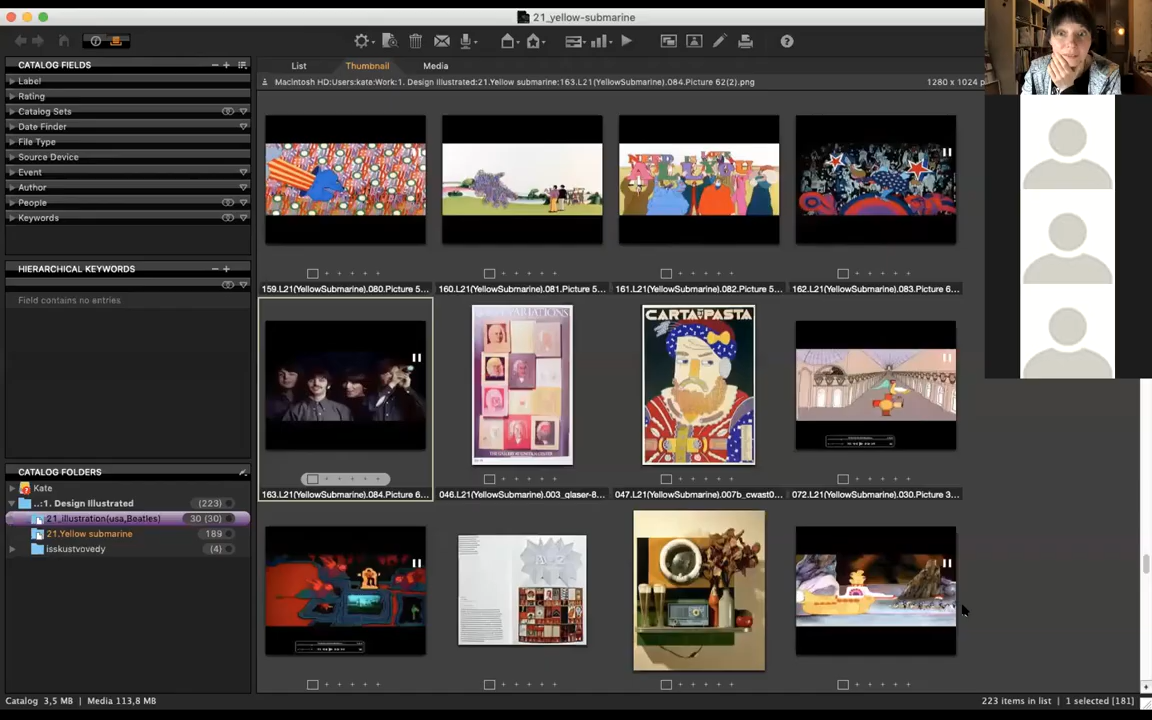 21_yellow-submarine
CATALOG FIELDS
Label
Rating
Catalog Sets
Date Finder
File Type
Source Device
Event
Author
People
Keywords
HIERARCHICAL KEYWORDS
Field contains no entries
CATALOG FOLDERS
Kate
..:1. Design Illustrated (223)
21_illustration(usa,Beatles) 30 (30)
21.Yellow submarine 189
isskustvovedy (4)
List Thumbnail Media
Macintosh HD:Users:kate:Work:1. Design Illustrated:21.Yellow submarine:163.L21(YellowSubmarine).084.Picture 62(2).png 1280 x 1024 p
NEED IS LOVE
ALL
159.L21(YellowSubmarine).080.Picture 5... 160.L21(YellowSubmarine).081.Picture 5... 161.L21(YellowSubmarine).082.Picture 5... 162.L21(YellowSubmarine).083.Picture 6...
CARTA PASTA
163.L21(YellowSubmarine).084.Picture 6... 046.L21(YellowSubmarine).003_glaser-8... 047.L21(YellowSubmarine).007b_cwast0... 072.L21(YellowSubmarine).030.Picture 3...
Catalog 3,5 MB | Media 113,8 MB
223 items in list | 1 selected [181]